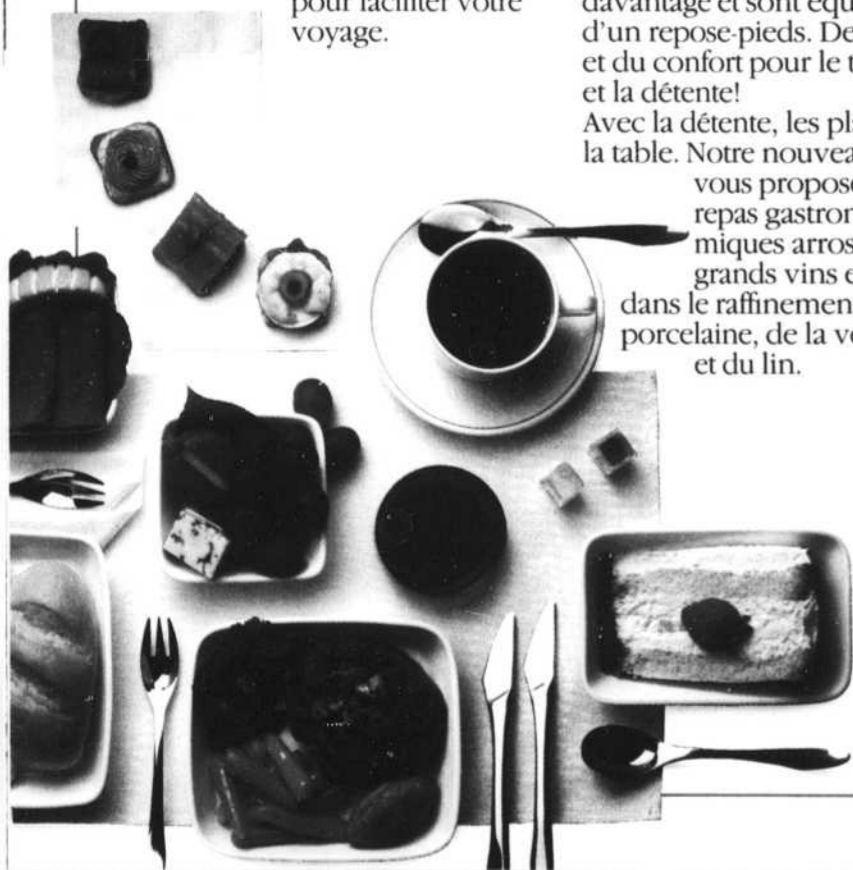 pour faciliter votre
voyage.
davantage et sont équ
d'un repose-pieds. De
et du confort pour le t
et la détente!
Avec la détente, les pl
la table. Notre nouvea
vous propose
repas gastron
miques arros
grands vins e
dans le raffinemen
porcelaine, de la v
et du lin.